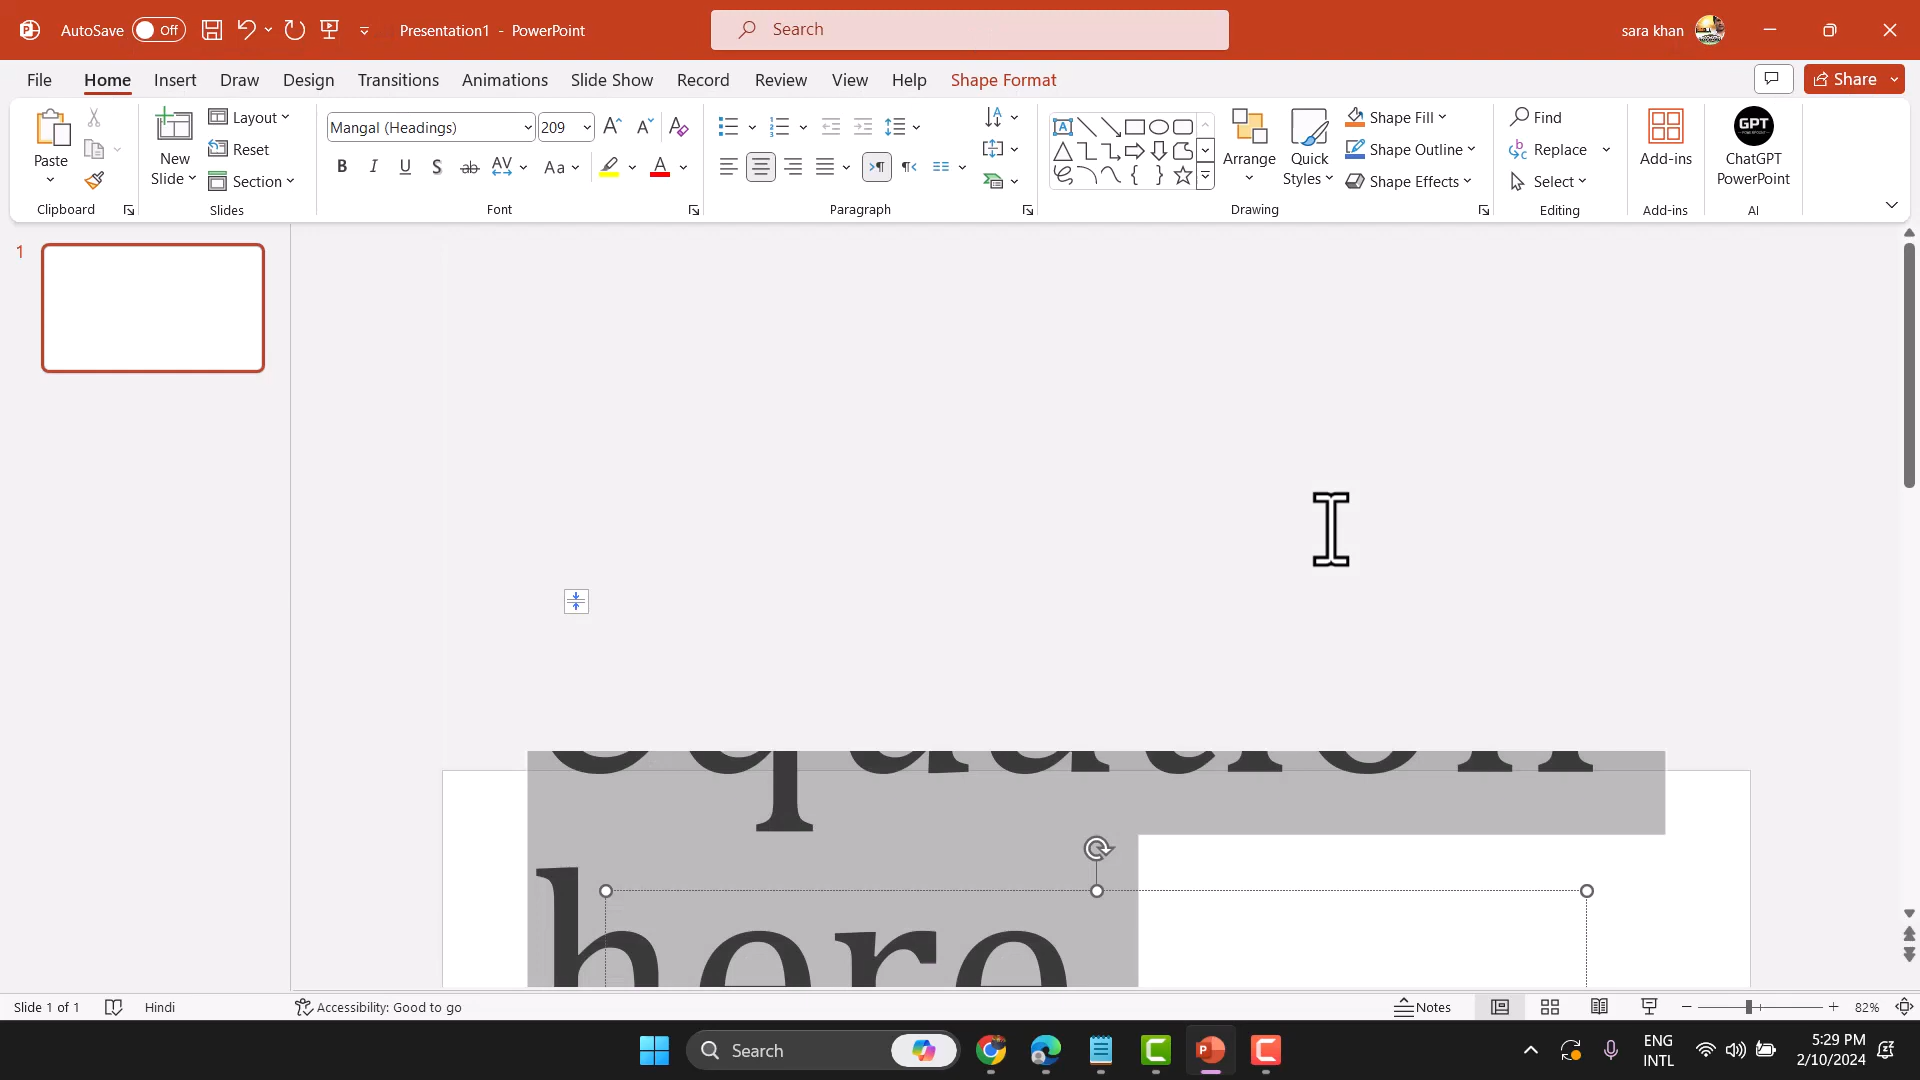 AutoSave Off Presentation1 - PowerPoint Search sara khan
File Home Insert Draw Design Transitions Animations Slide Show Record Review View Help Shape Format Share
Paste
Clipboard
New
Slide
Layout
Reset
Section
Slides
Mangal (Headings) 209
B I U S ab AV Aa A
Font
Paragraph
Drawing
Arrange
Quick
Styles
Shape Fill
Shape Outline
Shape Effects
Find
Replace
Select
Editing
Add-ins
Add-ins
GPT
ChatGPT
PowerPoint
AI
1
equation
here
Slide 1 of 1 Hindi Accessibility: Good to go Notes 82%
Search ENG
INTL
5:29 PM
2/10/2024